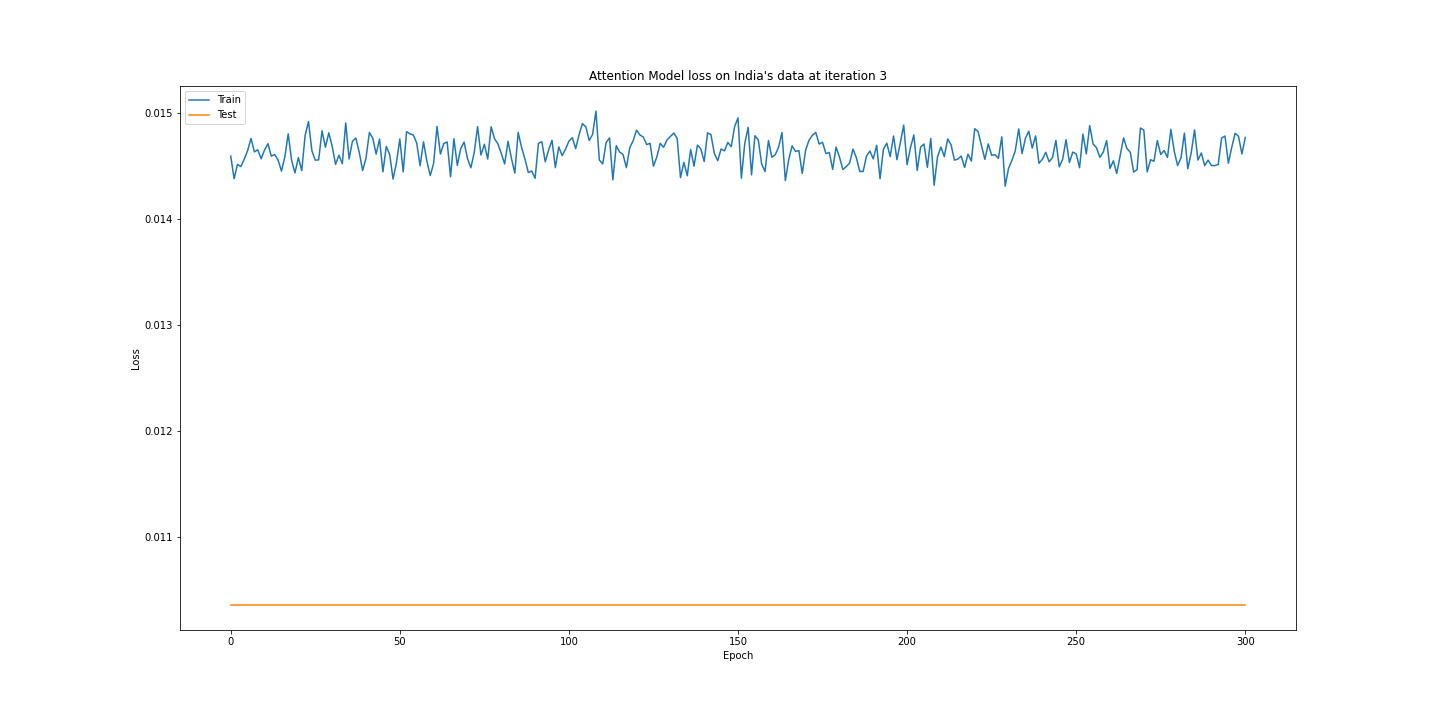 Attention Model loss on India's data at iteration 3
Train
Test
0.015
0.014
0.013
0.012
0.011
Loss
0 50 100 150 200 250 300
Epoch